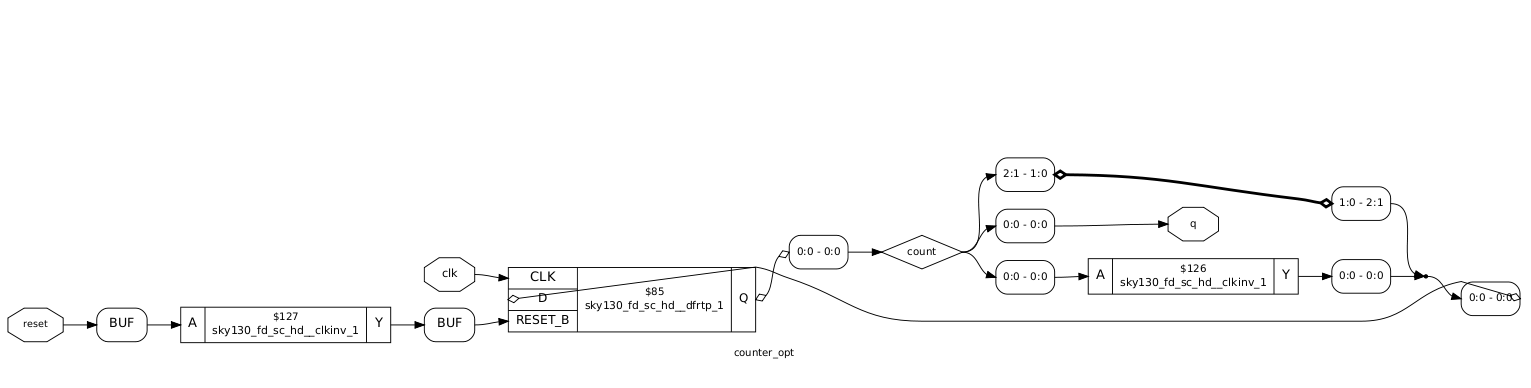 2:1 - 1:0
1:0 - 2:1
0:0 - 0:0
q
0:0 - 0:0
count
clk
CLK
D
RESET_B
$85
sky130_fd_sc_hd__dfrtp_1
Q
0:0 - 0:0
A
$126
sky130_fd_sc_hd__clkinv_1
Y
0:0 - 0:0
0:0 - 0:0
reset
BUF
A
$127
sky130_fd_sc_hd__clkinv_1
Y
BUF
counter_opt